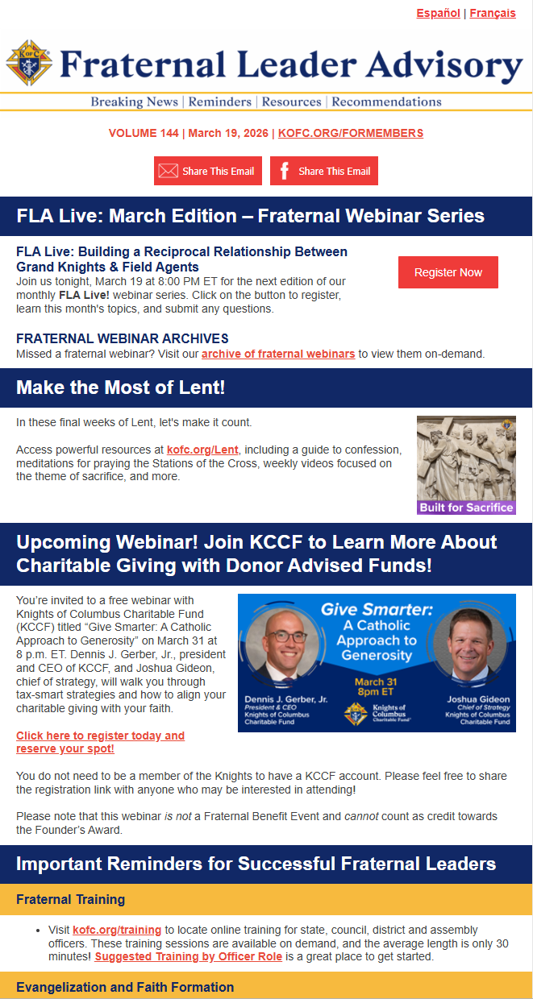 Español | Français
K OF C
Fraternal Leader Advisory
Breaking News | Reminders | Resources | Recommendations
VOLUME 144 | March 19, 2026 | KOFC.ORG/FORMEMBERS
Share This Email
Share This Email
FLA Live: March Edition – Fraternal Webinar Series
FLA Live: Building a Reciprocal Relationship Between
Grand Knights & Field Agents
Join us tonight, March 19 at 8:00 PM ET for the next edition of our
monthly FLA Live! webinar series. Click on the button to register,
learn this month's topics, and submit any questions.
Register Now
FRATERNAL WEBINAR ARCHIVES
Missed a fraternal webinar? Visit our archive of fraternal webinars to view them on-demand.
Make the Most of Lent!
In these final weeks of Lent, let's make it count.
Access powerful resources at kofc.org/Lent, including a guide to confession,
meditations for praying the Stations of the Cross, weekly videos focused on
the theme of sacrifice, and more.
Built for Sacrifice
Upcoming Webinar! Join KCCF to Learn More About
Charitable Giving with Donor Advised Funds!
You’re invited to a free webinar with
Knights of Columbus Charitable Fund
(KCCF) titled “Give Smarter: A Catholic
Approach to Generosity” on March 31 at
8 p.m. ET. Dennis J. Gerber, Jr., president
and CEO of KCCF, and Joshua Gideon,
chief of strategy, will walk you through
tax-smart strategies and how to align your
charitable giving with your faith.
Give Smarter:
A Catholic
Approach to
Generosity
March 31
8pm ET
Dennis J. Gerber, Jr.
President & CEO
Knights of Columbus
Charitable Fund
Knights of
Columbus
Charitable Fund
Joshua Gideon
Chief of Strategy
Knights of Columbus
Charitable Fund
Click here to register today and
reserve your spot!
You do not need to be a member of the Knights to have a KCCF account. Please feel free to share
the registration link with anyone who may be interested in attending!
Please note that this webinar is not a Fraternal Benefit Event and cannot count as credit towards
the Founder’s Award.
Important Reminders for Successful Fraternal Leaders
Fraternal Training
• Visit kofc.org/training to locate online training for state, council, district and assembly
officers. These training sessions are available on demand, and the average length is only 30
minutes! Suggested Training by Officer Role is a great place to get started.
Evangelization and Faith Formation